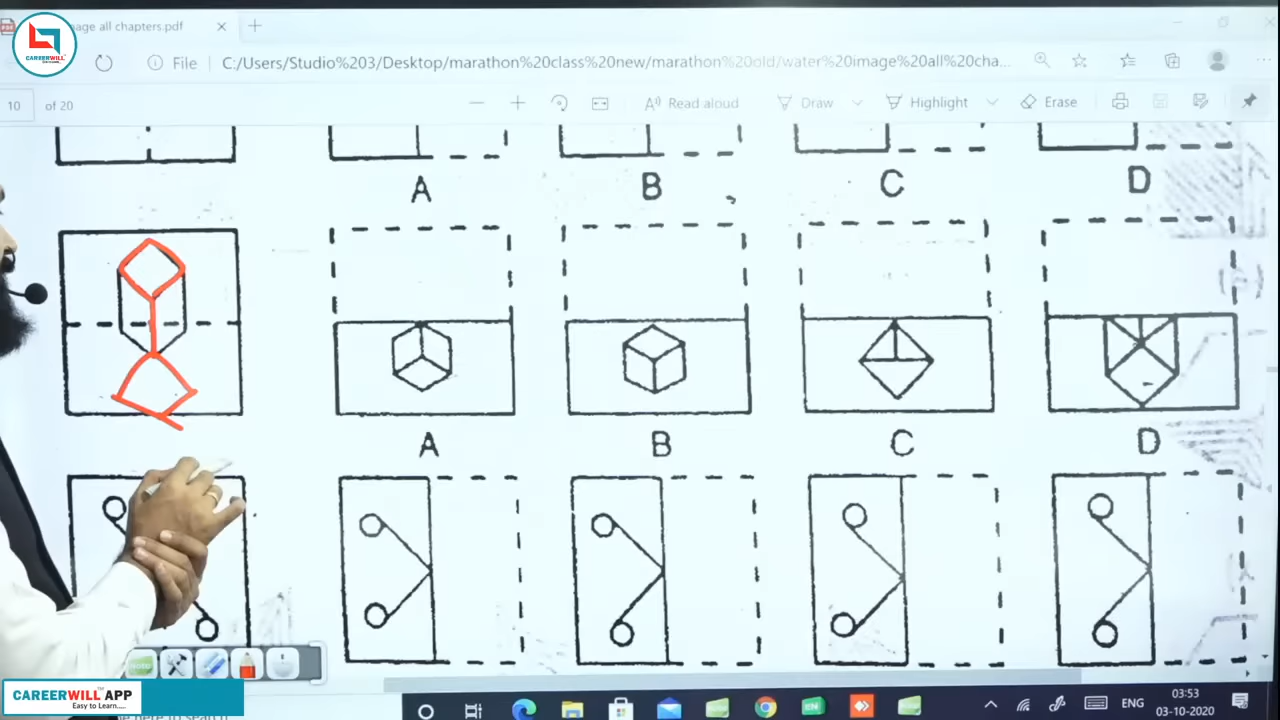 age all chapters.pdf
CAREERWILL
File C:/Users/Studio%203/Desktop/marathon%20class%20new/marathon%20old/water%20image%20all%20cha...
10 of 20
Read aloud Draw Highlight Erase
A B C D
A B C D
CAREERWILL APP
Easy to Learn.....
ENG 03:53
03-10-2020